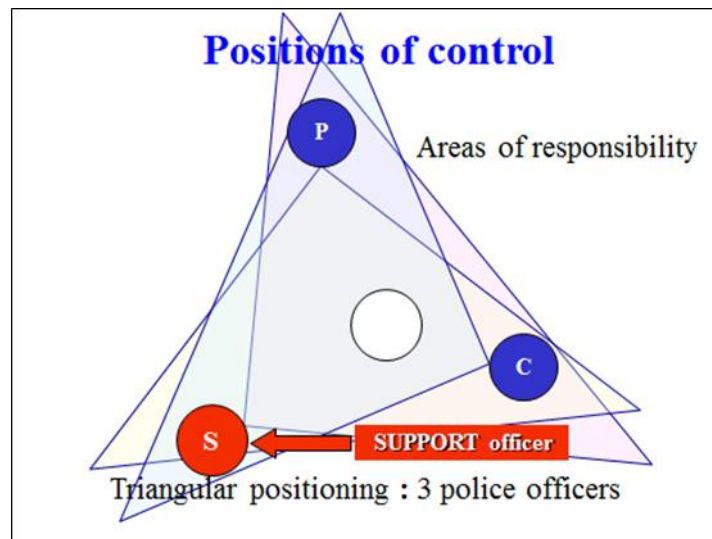 Positions of control
P
Areas of responsibility
C
S
SUPPORT officer
Triangular positioning : 3 police officers